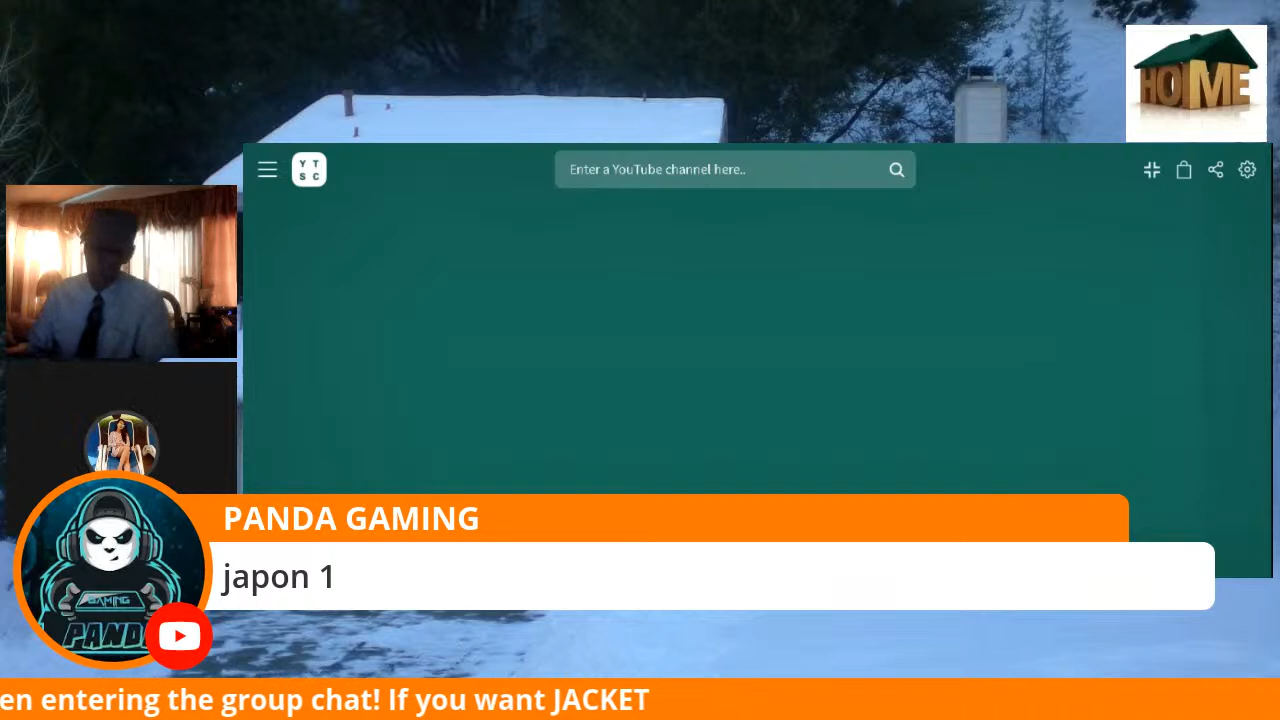 HOME
Y T
S C
Enter a YouTube channel here..
PANDA GAMING
japon 1
GAMING
PAND
en entering the group chat! If you want JACKET